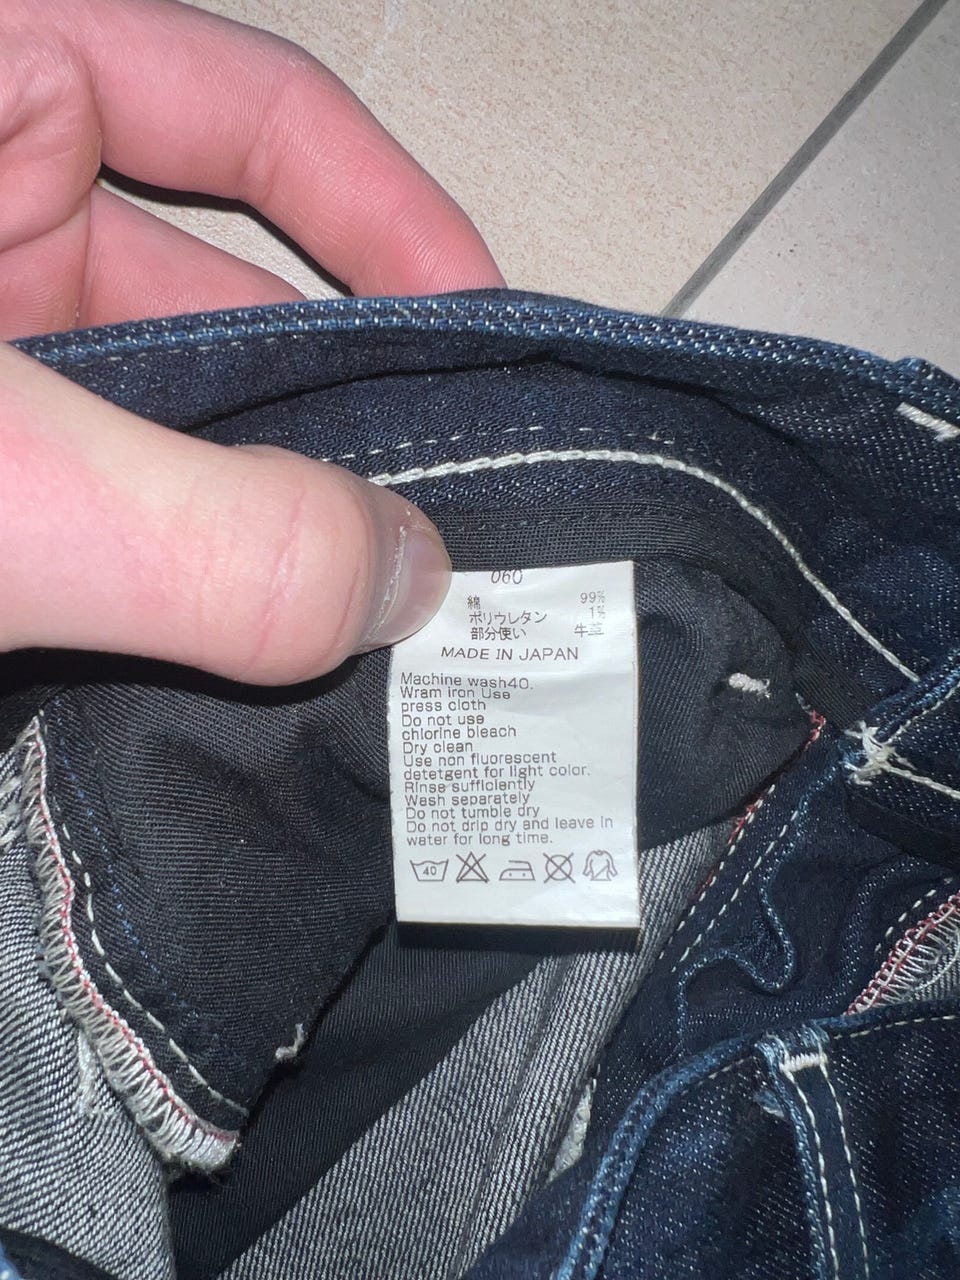 060
綿 99%
ポリウレタン 1%
部分使い 牛革
MADE IN JAPAN
Machine wash40.
Wram iron Use
press cloth
Do not use
chlorine bleach
Dry clean
Use non fluorescent
detetgent for light color.
Rinse sufficiently
Wash separately
Do not tumble dry
Do not drip dry and leave in
water for long time.
40